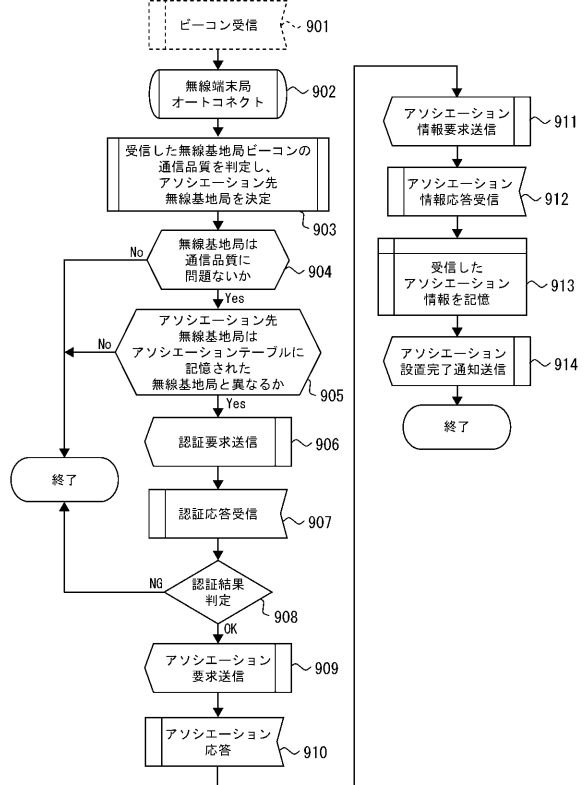 ビーコン受信
901
無線端末局
オートコネクト
902
受信した無線基地局ビーコンの
通信品質を判定し、
アソシエーション先
無線基地局を決定
903
無線基地局は
通信品質に
問題ないか
904
No
Yes
アソシエーション先
無線基地局は
アソシエーションテーブルに
記憶された
無線基地局と異なるか
905
No
Yes
認証要求送信
906
終了
認証応答受信
907
認証結果
判定
908
NG
OK
アソシエーション
要求送信
909
アソシエーション
応答
910
アソシエーション
情報要求送信
911
アソシエーション
情報応答受信
912
受信した
アソシエーション
情報を記憶
913
アソシエーション
設置完了通知送信
914
終了